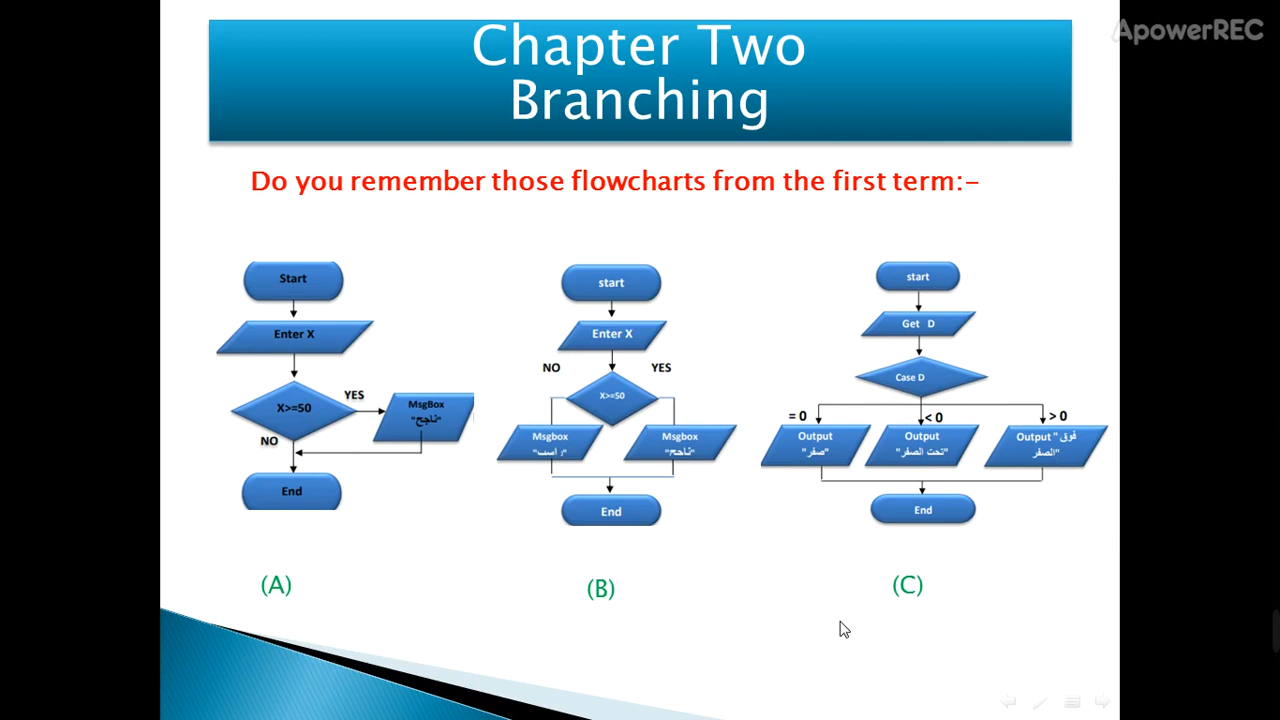 ApowerREC
Chapter Two
Branching
Do you remember those flowcharts from the first term:-
Start
Enter X
X>=50
YES
NO
MsgBox
"ناجح"
End
(A)
start
Enter X
NO
YES
X>=50
Msgbox
Msgbox
"ناجح"
End
(B)
start
Get D
Case D
= 0
< 0
> 0
Output
"صفر"
Output
"تحت الصفر"
Output "فوق
الصفر"
End
(C)